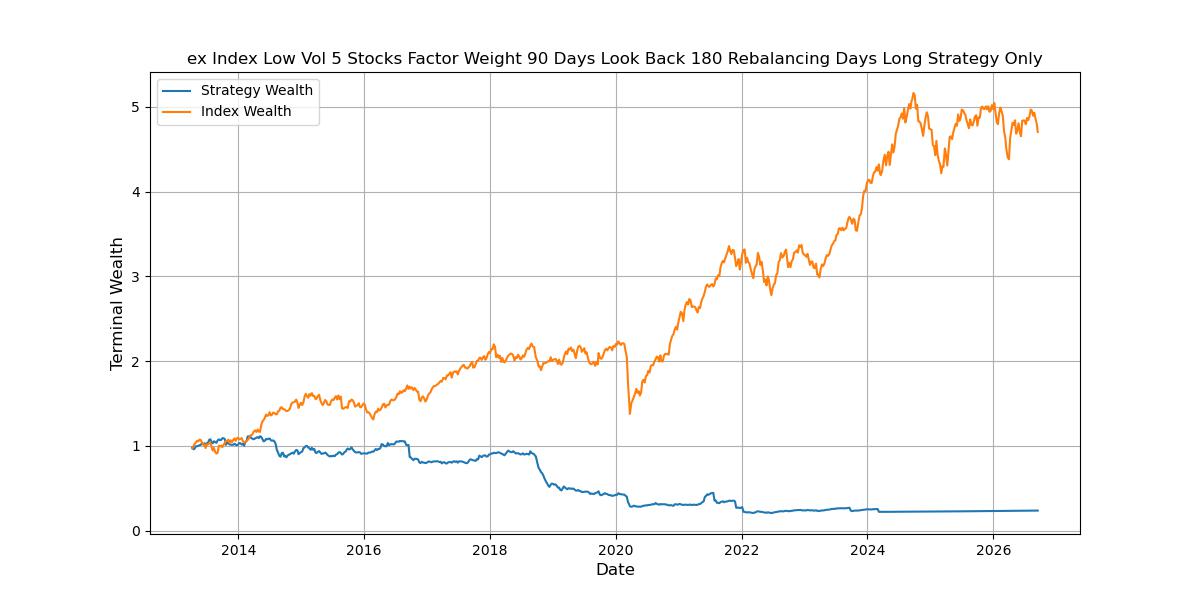 ex Index Low Vol 5 Stocks Factor Weight 90 Days Look Back 180 Rebalancing Days Long Strategy Only
Strategy Wealth
Index Wealth
5
4
3
2
1
0
Terminal Wealth
2014 2016 2018 2020 2022 2024 2026
Date